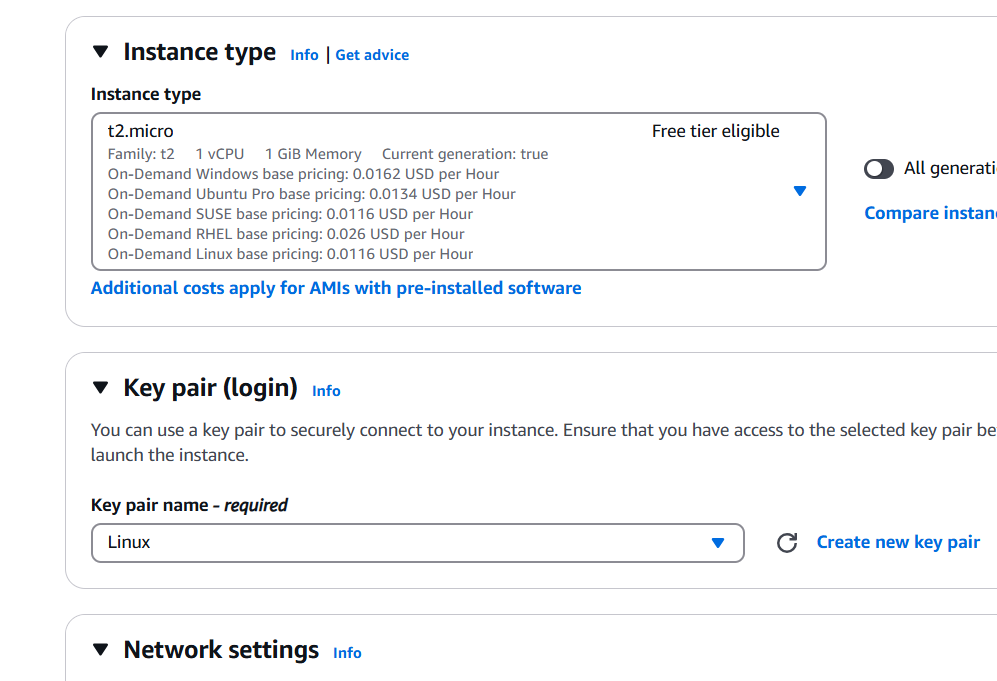 Instance type Info | Get advice
Instance type
t2.micro Free tier eligible
Family: t2 1 vCPU 1 GiB Memory Current generation: true
On-Demand Windows base pricing: 0.0162 USD per Hour
On-Demand Ubuntu Pro base pricing: 0.0134 USD per Hour
On-Demand SUSE base pricing: 0.0116 USD per Hour
On-Demand RHEL base pricing: 0.026 USD per Hour
On-Demand Linux base pricing: 0.0116 USD per Hour
All generati
Compare instan
Additional costs apply for AMIs with pre-installed software
Key pair (login) Info
You can use a key pair to securely connect to your instance. Ensure that you have access to the selected key pair be
launch the instance.
Key pair name - required
Linux
Create new key pair
Network settings Info